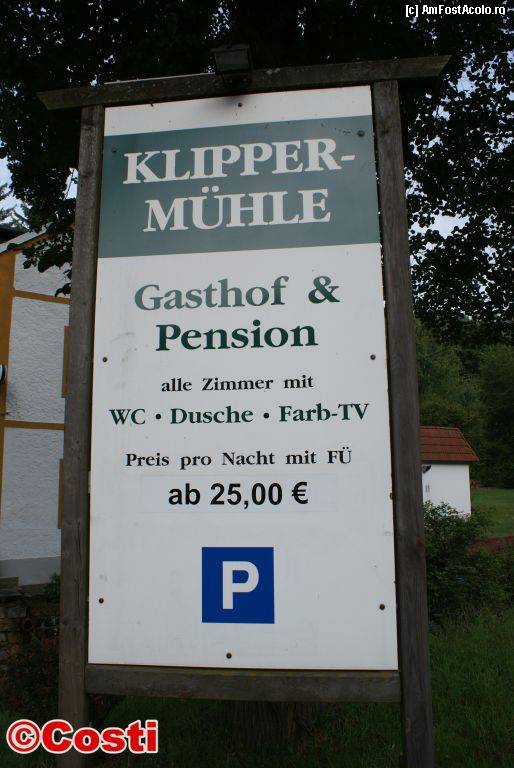 (c) AmFostAcolo.ro
KLIPPER-
MÜHLE
Gasthof &
Pension
alle Zimmer mit
WC • Dusche • Farb-TV
Preis pro Nacht mit FÜ
ab 25,00 €
P
©Costi